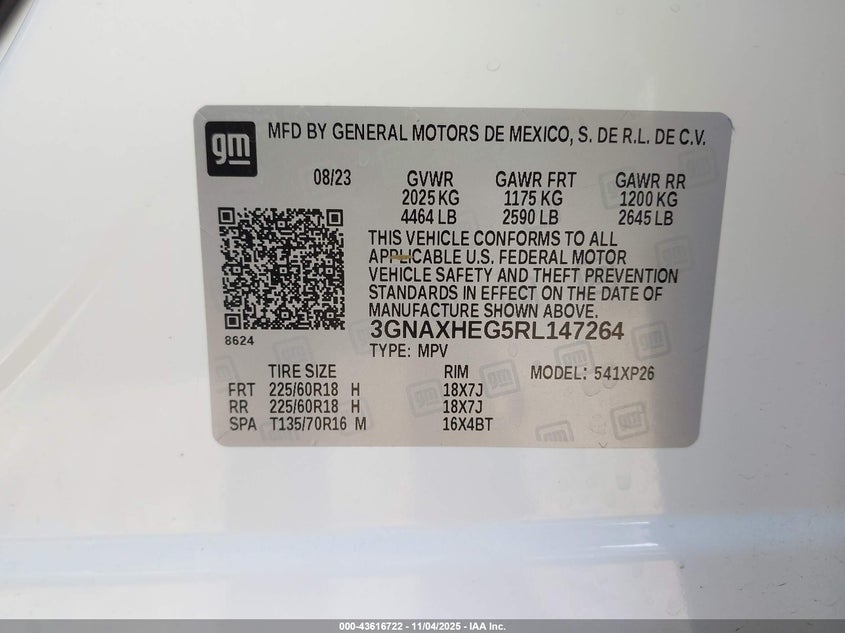 gm
MFD BY GENERAL MOTORS DE MEXICO, S. DE R.L. DE C.V.
08/23 GVWR GAWR FRT GAWR RR
2025 KG 1175 KG 1200 KG
4464 LB 2590 LB 2645 LB
THIS VEHICLE CONFORMS TO ALL
APPLICABLE U.S. FEDERAL MOTOR
VEHICLE SAFETY AND THEFT PREVENTION
STANDARDS IN EFFECT ON THE DATE OF
MANUFACTURE SHOWN ABOVE.
8624
3GNAXHEG5RL147264
TYPE: MPV
TIRE SIZE RIM MODEL: 541XP26
FRT 225/60R18 H 18X7J
RR 225/60R18 H 18X7J
SPA T135/70R16 M 16X4BT
000-43616722 - 11/04/2025 - IAA Inc.